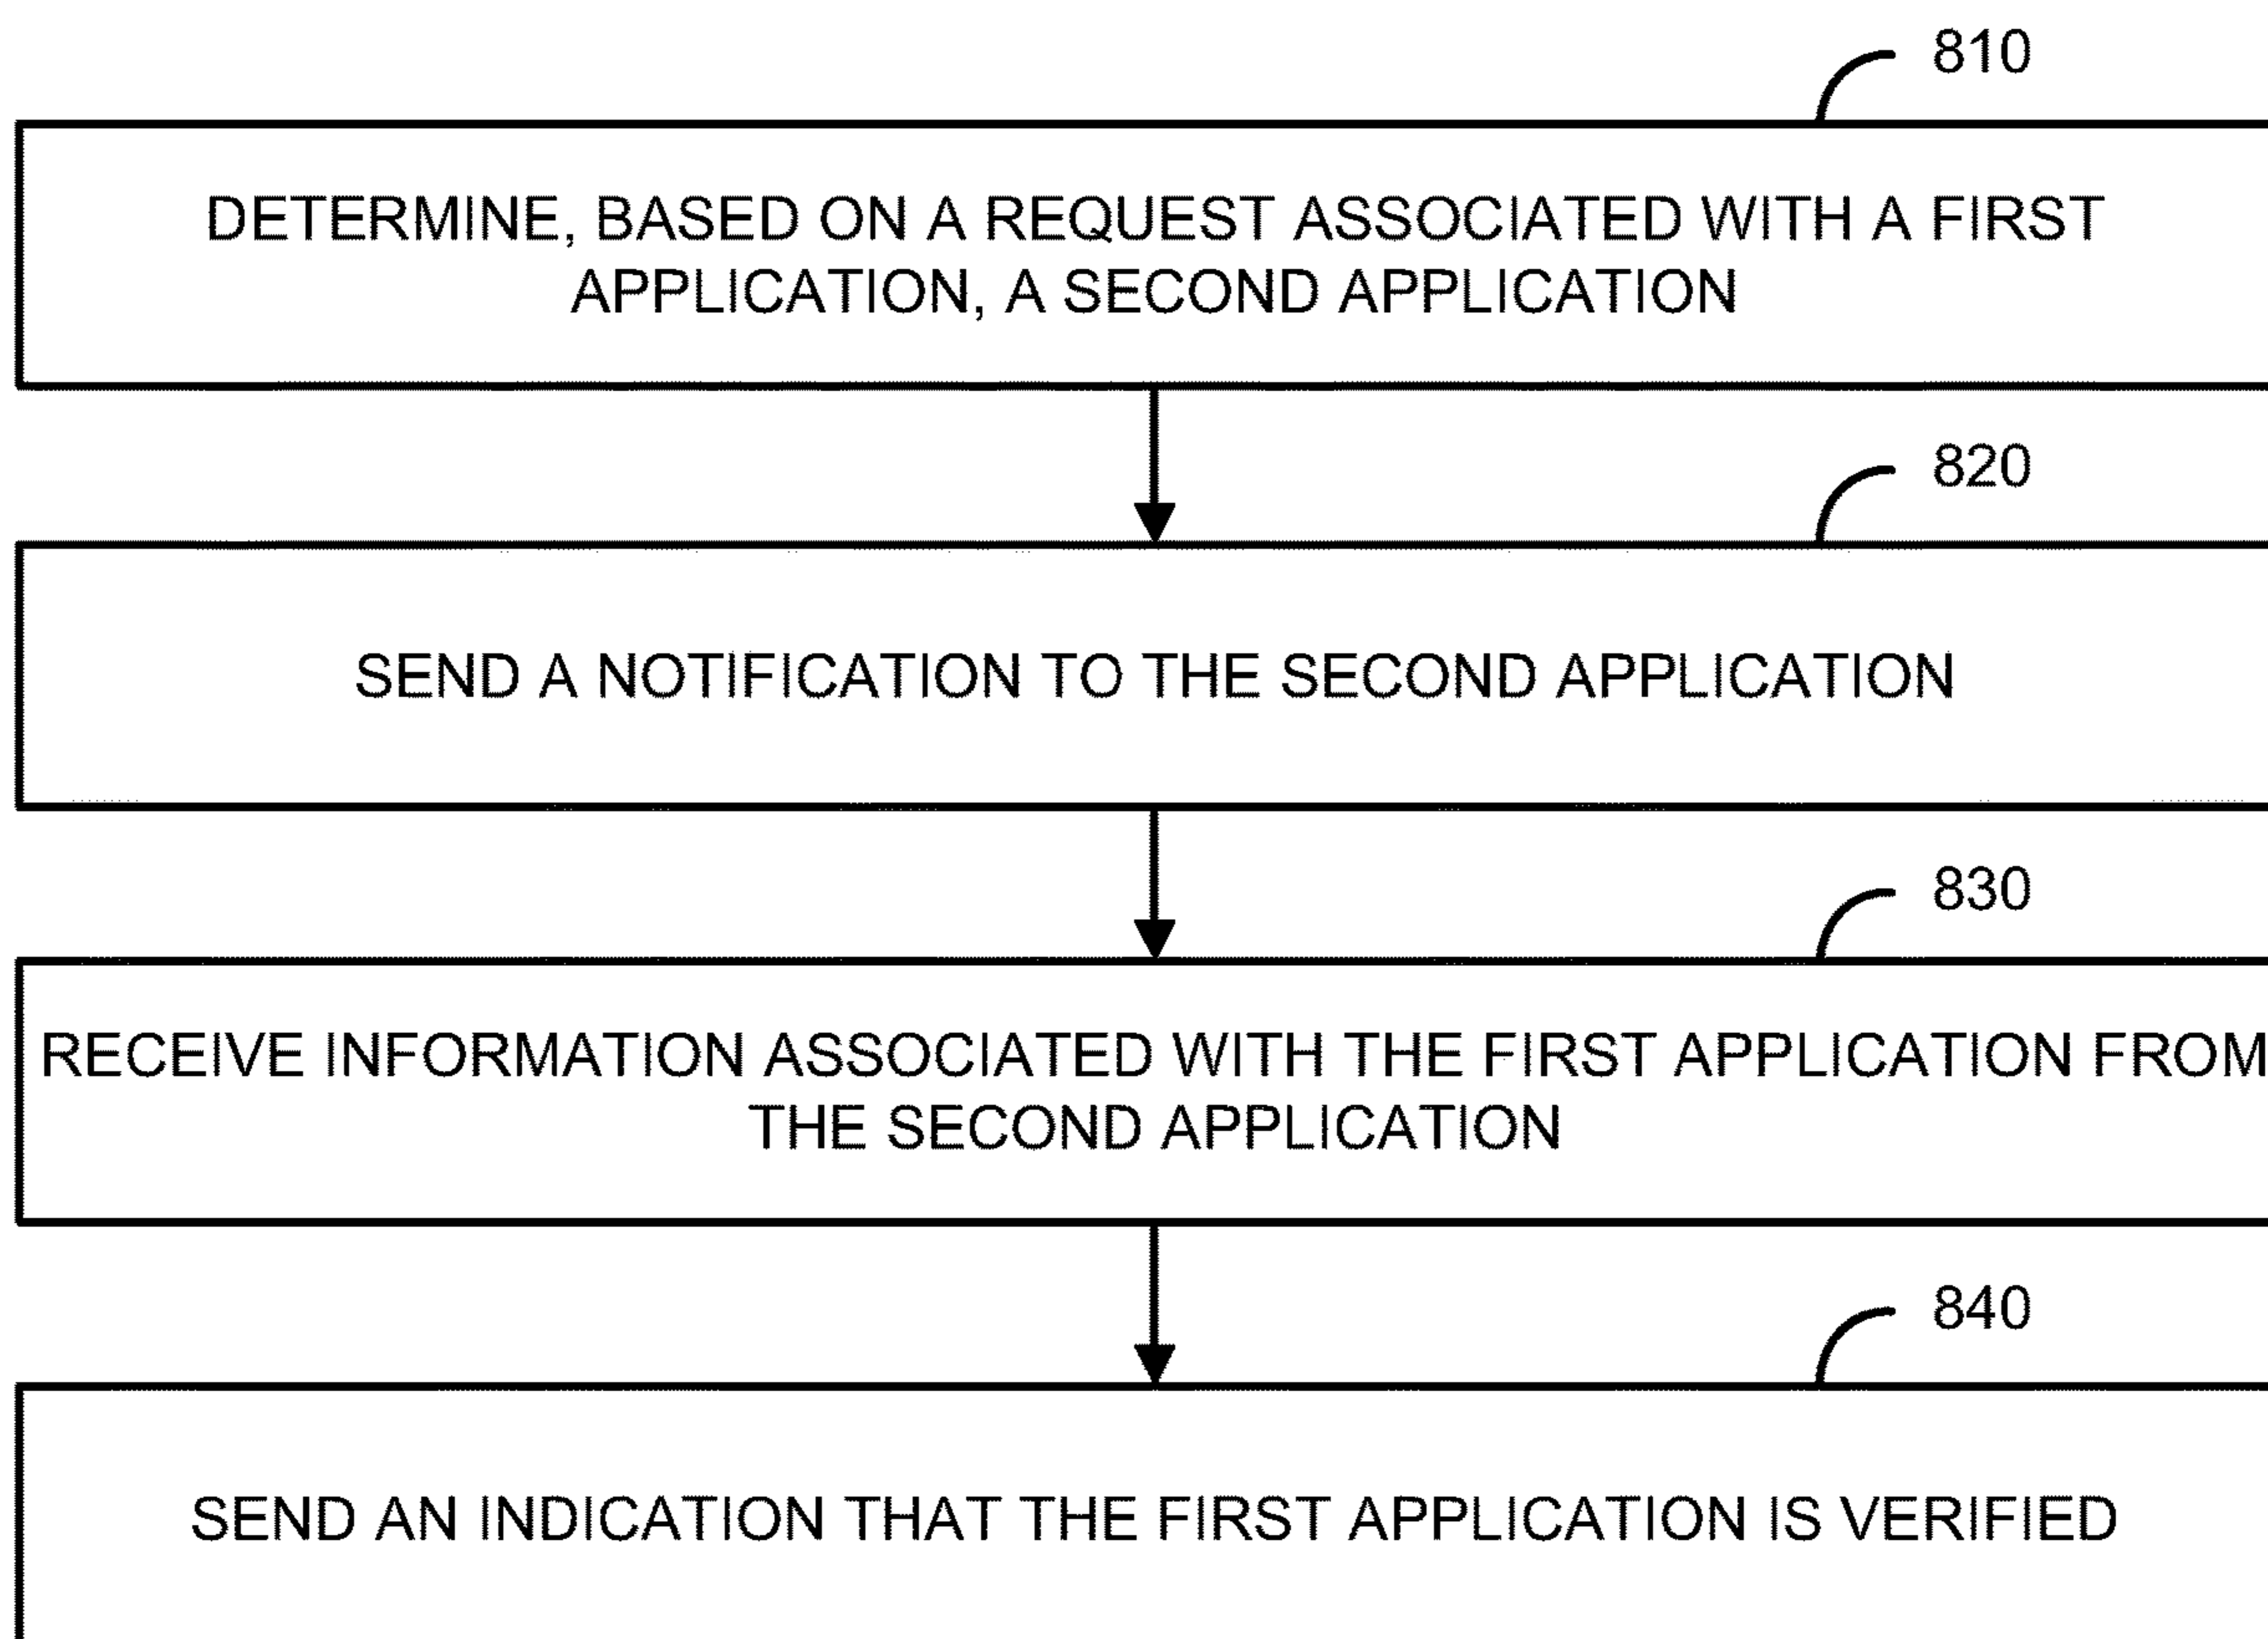 810
DETERMINE, BASED ON A REQUEST ASSOCIATED WITH A FIRST
APPLICATION, A SECOND APPLICATION
820
SEND A NOTIFICATION TO THE SECOND APPLICATION
830
RECEIVE INFORMATION ASSOCIATED WITH THE FIRST APPLICATION FROM
THE SECOND APPLICATION
840
SEND AN INDICATION THAT THE FIRST APPLICATION IS VERIFIED